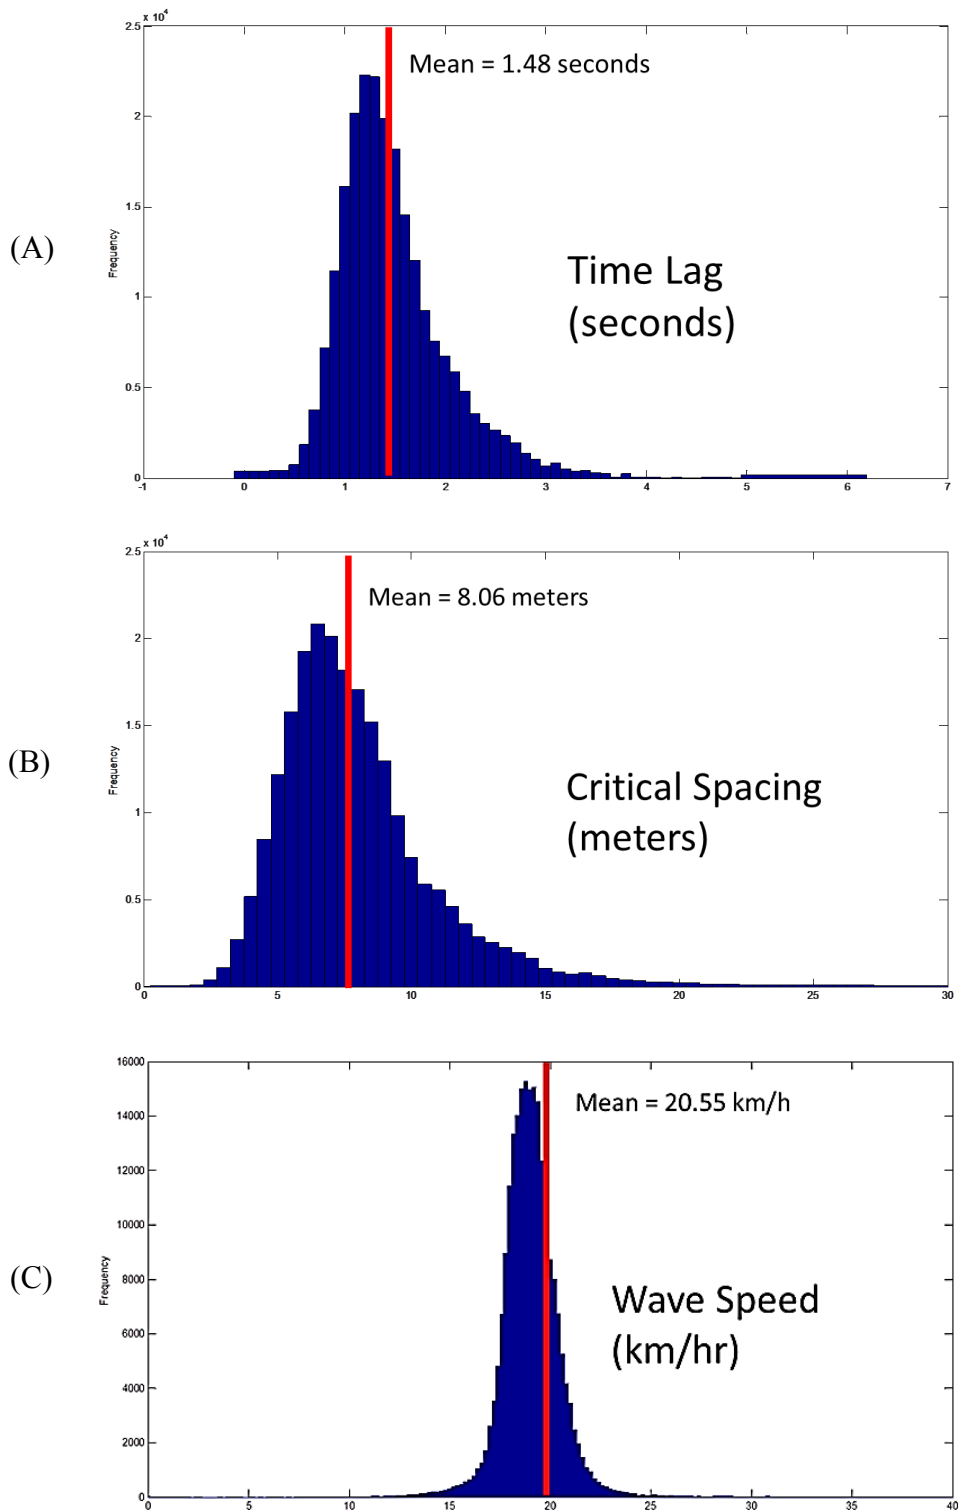 x 10⁴
2.5
2
1.5
1
0.5
0
Frequency
Mean = 1.48 seconds
(A)
Time Lag
(seconds)
-1 0 1 2 3 4 5 6 7
x 10⁴
2.5
2
1.5
1
0.5
0
Frequency
Mean = 8.06 meters
(B)
Critical Spacing
(meters)
0 5 10 15 20 25 30
16000
14000
12000
10000
8000
6000
4000
2000
0
Frequency
Mean = 20.55 km/h
(C)
Wave Speed
(km/hr)
0 5 10 15 20 25 30 35 40